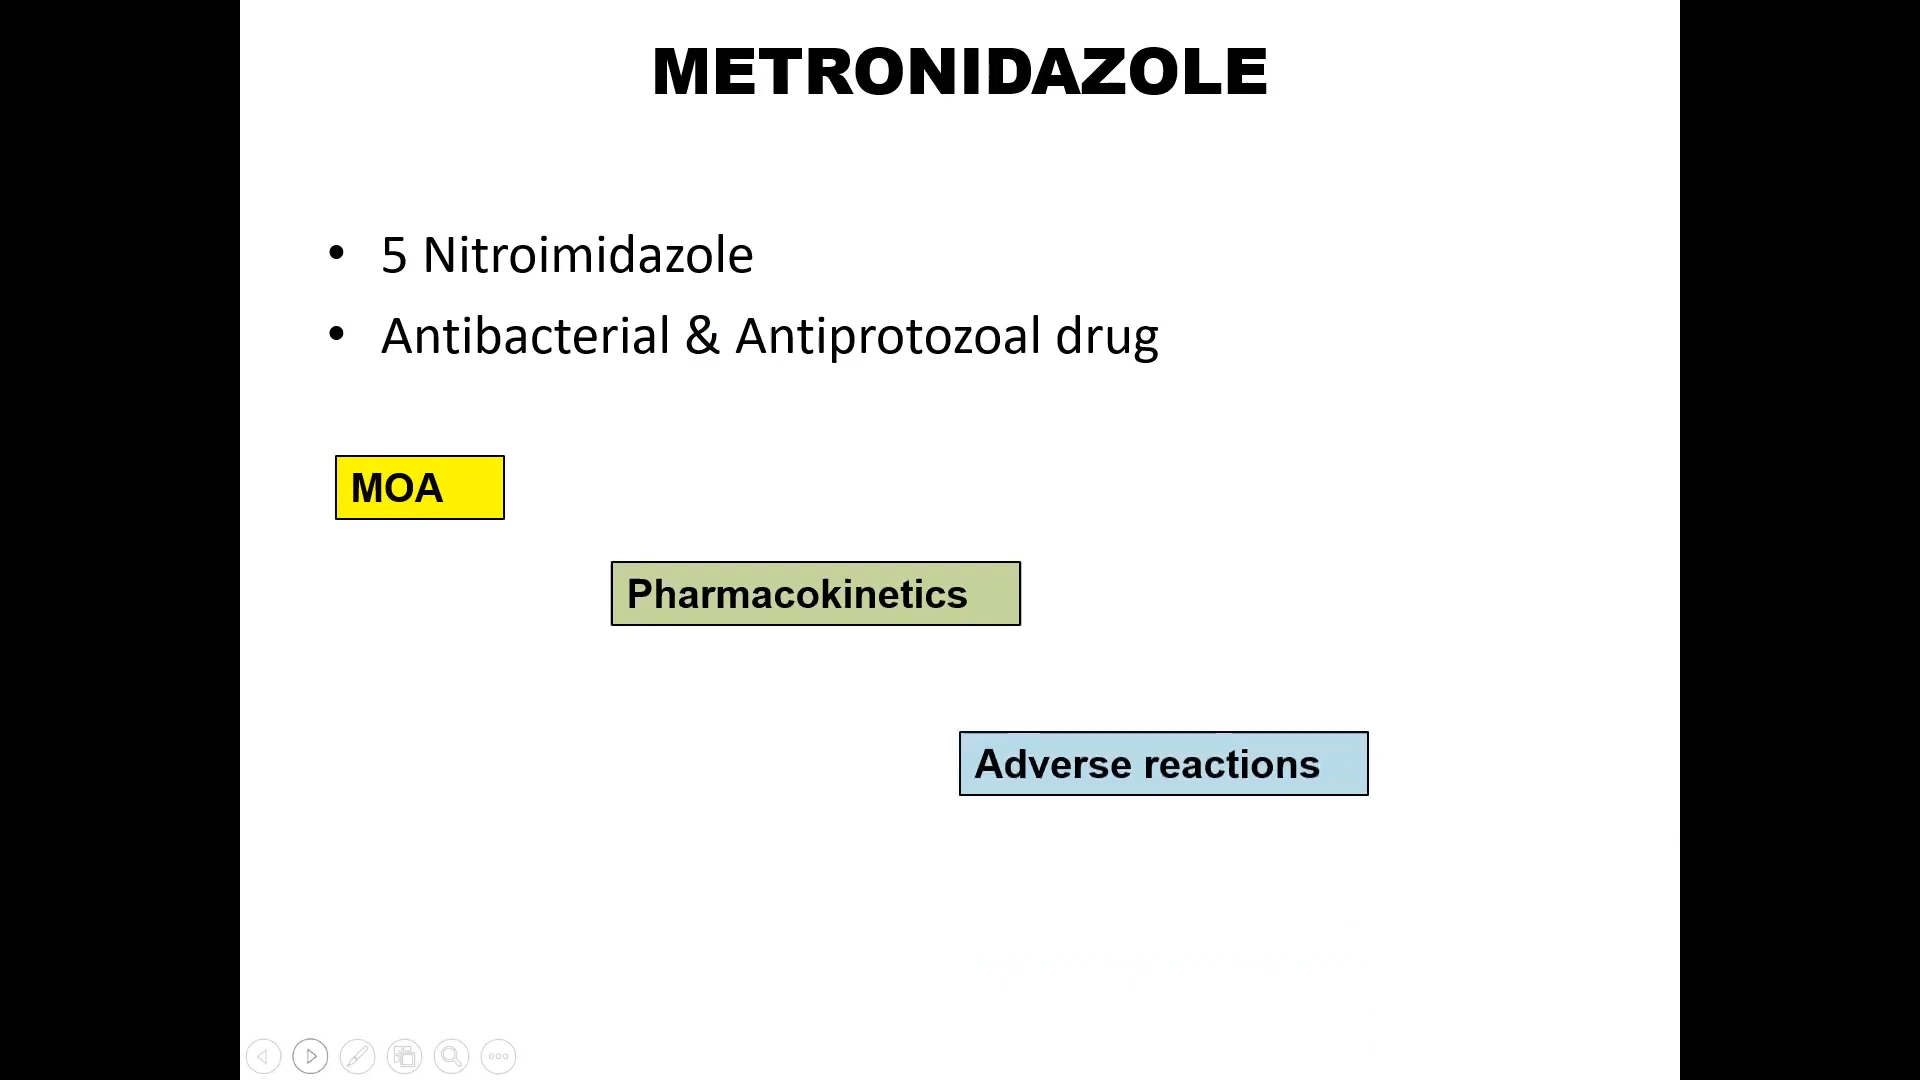 METRONIDAZOLE
• 5 Nitroimidazole
• Antibacterial & Antiprotozoal drug
MOA
Pharmacokinetics
Adverse reactions